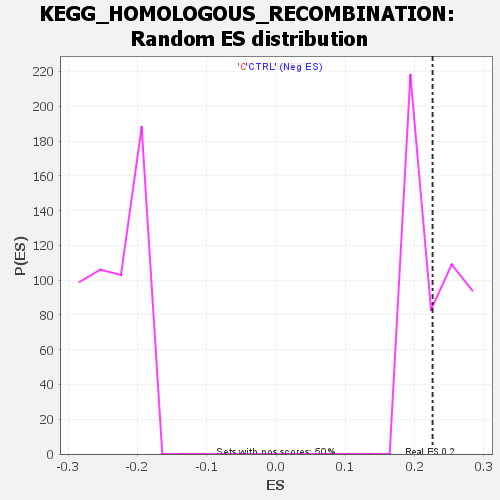 KEGG_HOMOLOGOUS_RECOMBINATION:
Random ES distribution
'CTRL' (Neg ES)
220
200
180
160
140
120
100
80
60
40
20
0
P(ES)
Sets with pos scores: 50%
Real ES 0.2
-0.3 -0.2 -0.1 0.0 0.1 0.2 0.3
ES